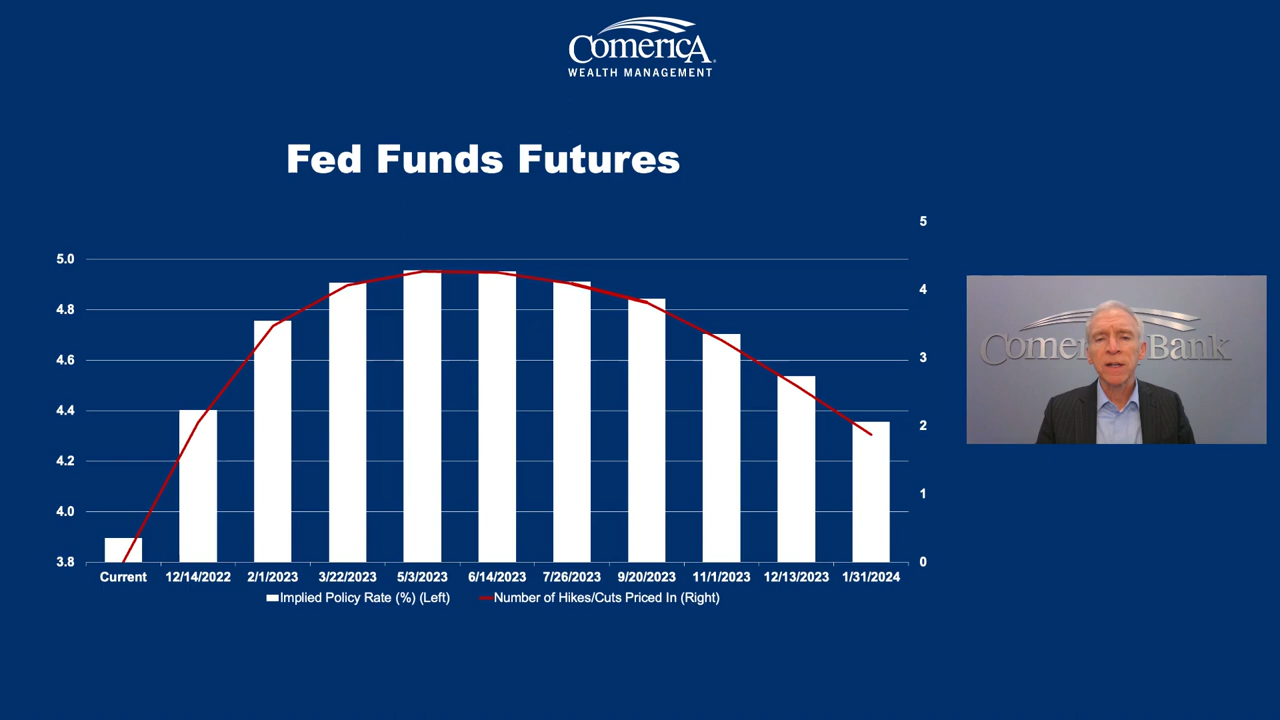 ComericA
WEALTH MANAGEMENT
Fed Funds Futures
5
5.0
4.8
4.6
4.4
4.2
4.0
3.8
4
3
2
1
0
Current 12/14/2022 2/1/2023 3/22/2023 5/3/2023 6/14/2023 7/26/2023 9/20/2023 11/1/2023 12/13/2023 1/31/2024
Implied Policy Rate (%) (Left) Number of Hikes/Cuts Priced In (Right)
Bank